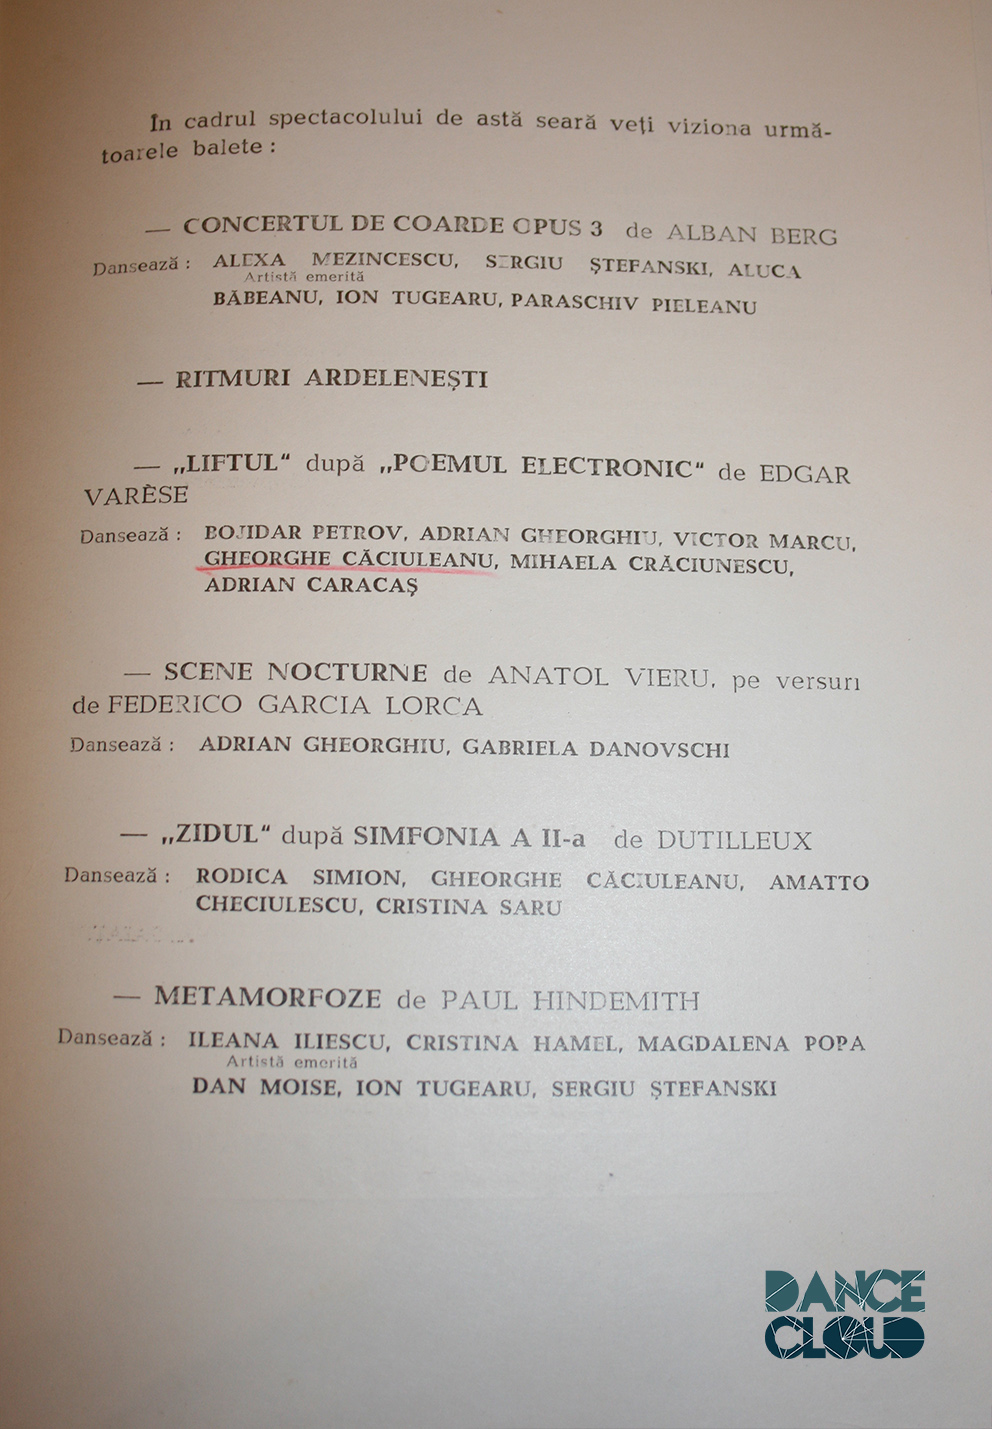 În cadrul spectacolului de astă seară veți viziona urmă-
toarele balete :
— CONCERTUL DE COARDE OPUS 3 de ALBAN BERG
Dansează : ALEXA MEZINCESCU, SERGIU ȘTEFANSKI, ALUCA
Artistă emerită
BĂBEANU, ION TUGEARU, PARASCHIV PIELEANU
— RITMURI ARDELENEȘTI
— „LIFTUL“ după „POEMUL ELECTRONIC“ de EDGAR
VARÈSE
Dansează : BOJIDAR PETROV, ADRIAN GHEORGHIU, VICTOR MARCU,
GHEORGHE CĂCIULEANU, MIHAELA CRĂCIUNESCU,
ADRIAN CARACAȘ
— SCENE NOCTURNE de ANATOL VIERU, pe versuri
de FEDERICO GARCIA LORCA
Dansează : ADRIAN GHEORGHIU, GABRIELA DANOVSCHI
— „ZIDUL“ după SIMFONIA A II-a de DUTILLEUX
Dansează : RODICA SIMION, GHEORGHE CĂCIULEANU, AMATTO
CHECIULESCU, CRISTINA SARU
— METAMORFOZE de PAUL HINDEMITH
Dansează : ILEANA ILIESCU, CRISTINA HAMEL, MAGDALENA POPA
Artistă emerită
DAN MOISE, ION TUGEARU, SERGIU ȘTEFANSKI
DANCE
CLOUD